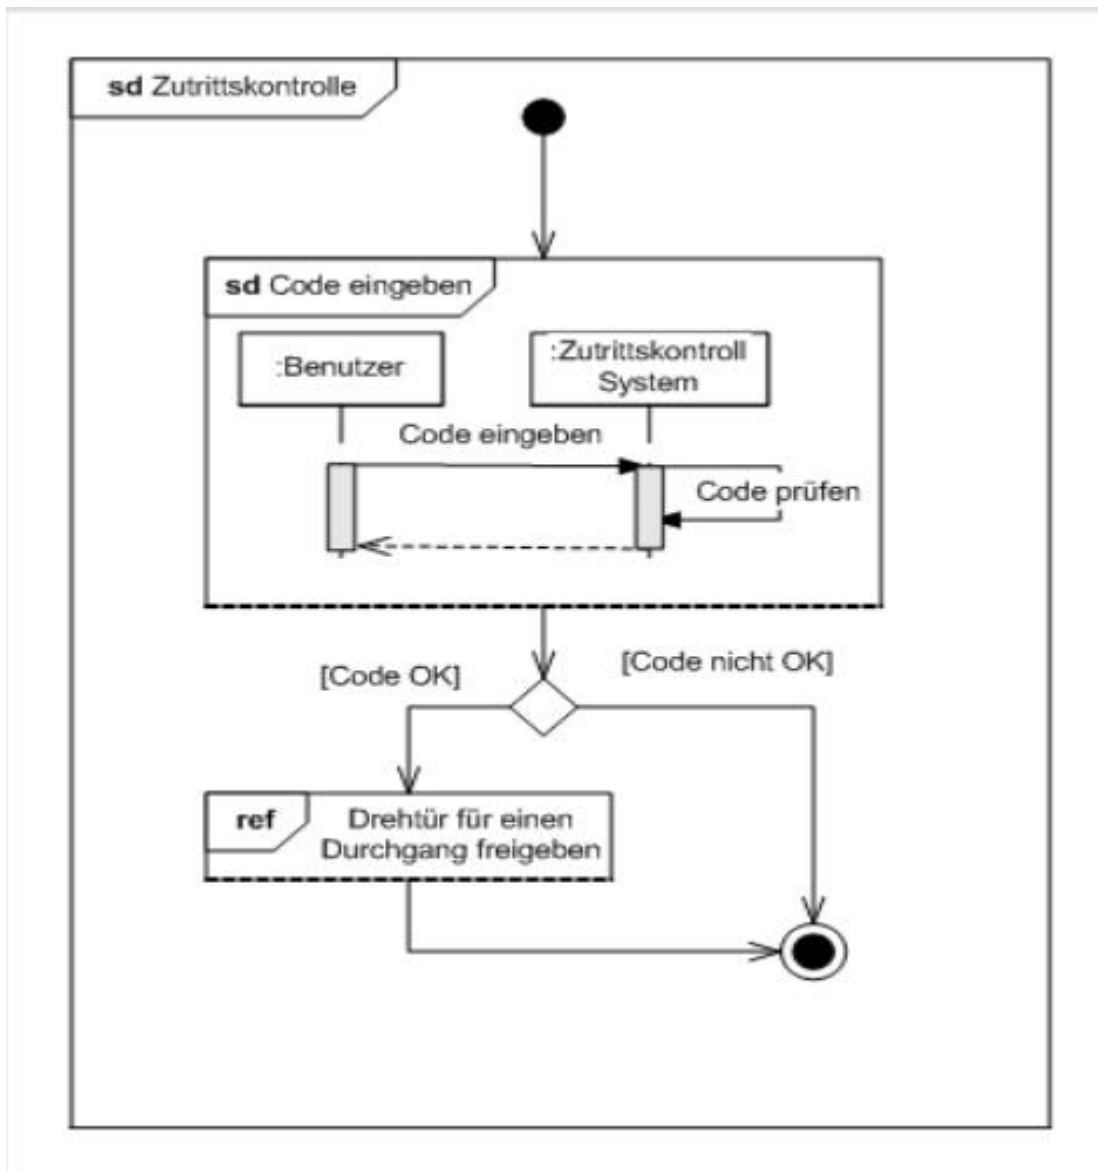 sd Zutrittskontrolle
sd Code eingeben
:Benutzer
:Zutrittskontroll
System
Code eingeben
Code prüfen
[Code OK]
[Code nicht OK]
ref
Drehtür für einen
Durchgang freigeben